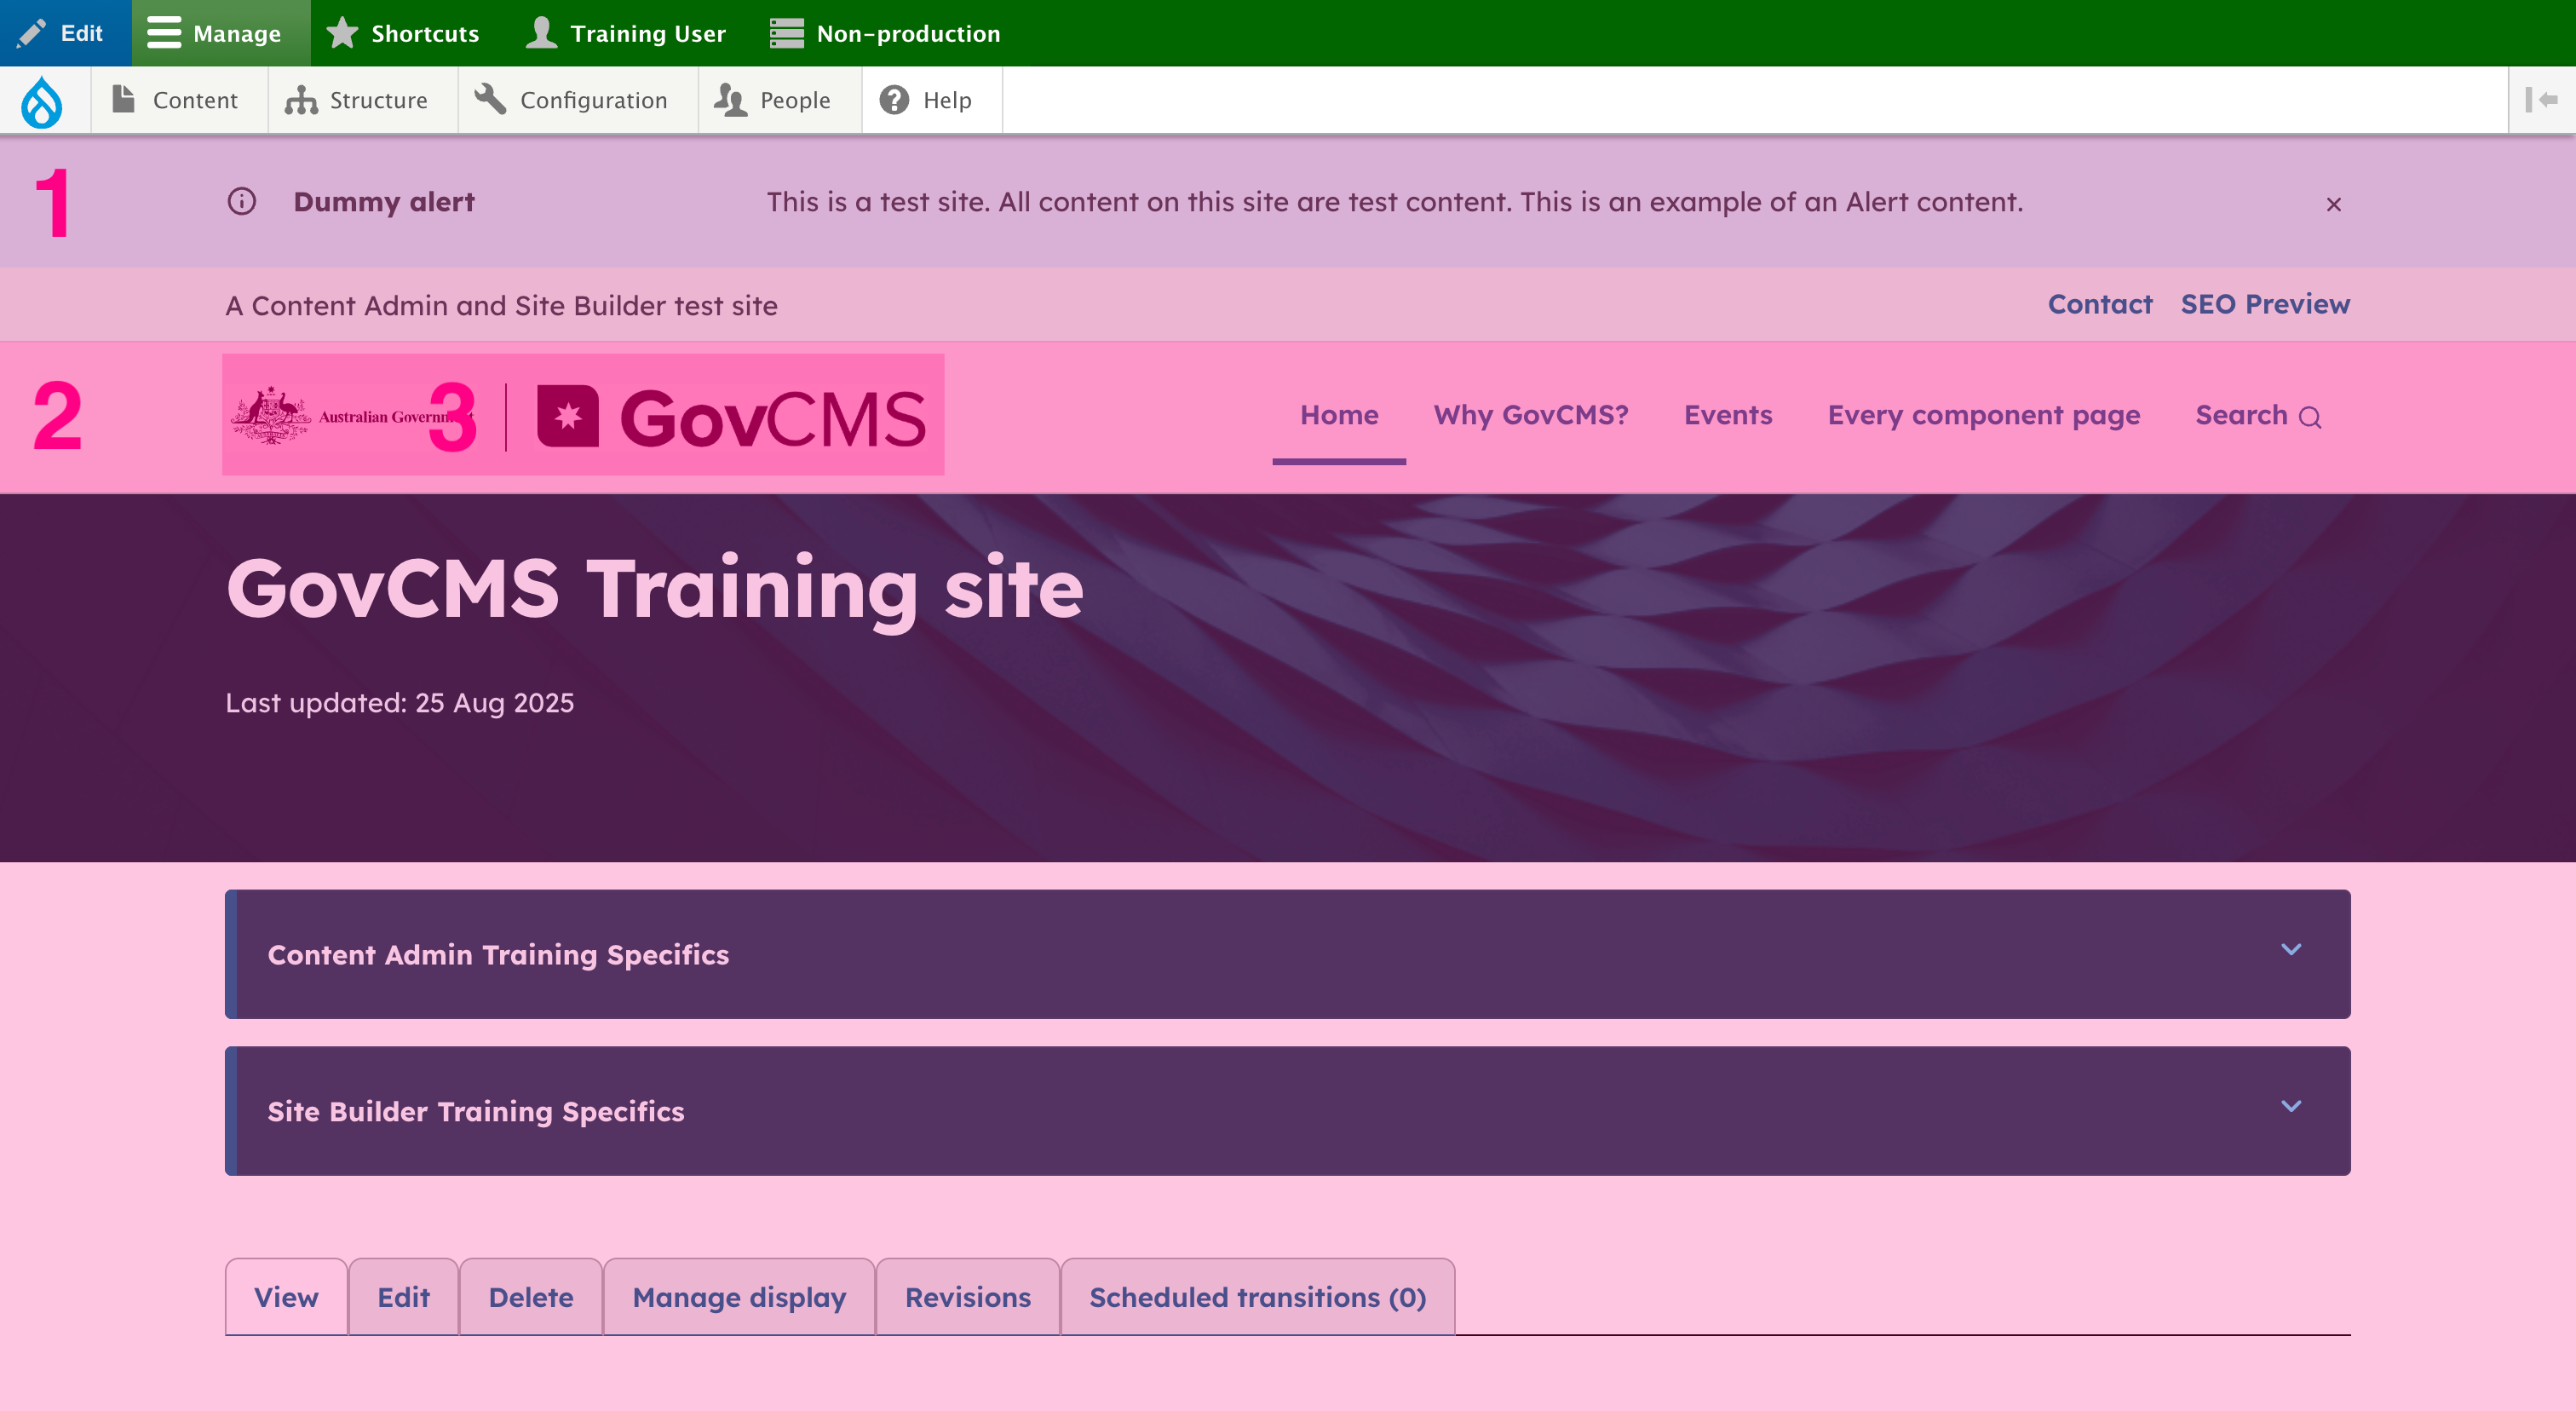 Edit Manage Shortcuts Training User Non-production
Content Structure Configuration People Help
1 Dummy alert This is a test site. All content on this site are test content. This is an example of an Alert content. ×
A Content Admin and Site Builder test site Contact SEO Preview
2 Australian Government 3 GovCMS Home Why GovCMS? Events Every component page Search
GovCMS Training site
Last updated: 25 Aug 2025
Content Admin Training Specifics
Site Builder Training Specifics
View Edit Delete Manage display Revisions Scheduled transitions (0)